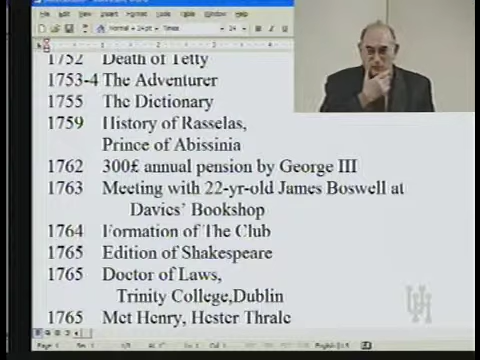 1752 Death of Tetty
1753-4 The Adventurer
1755 The Dictionary
1759 History of Rasselas,
Prince of Abissinia
1762 300£ annual pension by George III
1763 Meeting with 22-yr-old James Boswell at
Davies' Bookshop
1764 Formation of The Club
1765 Edition of Shakespeare
1765 Doctor of Laws,
Trinity College,Dublin
1765 Met Henry, Hester Thrale